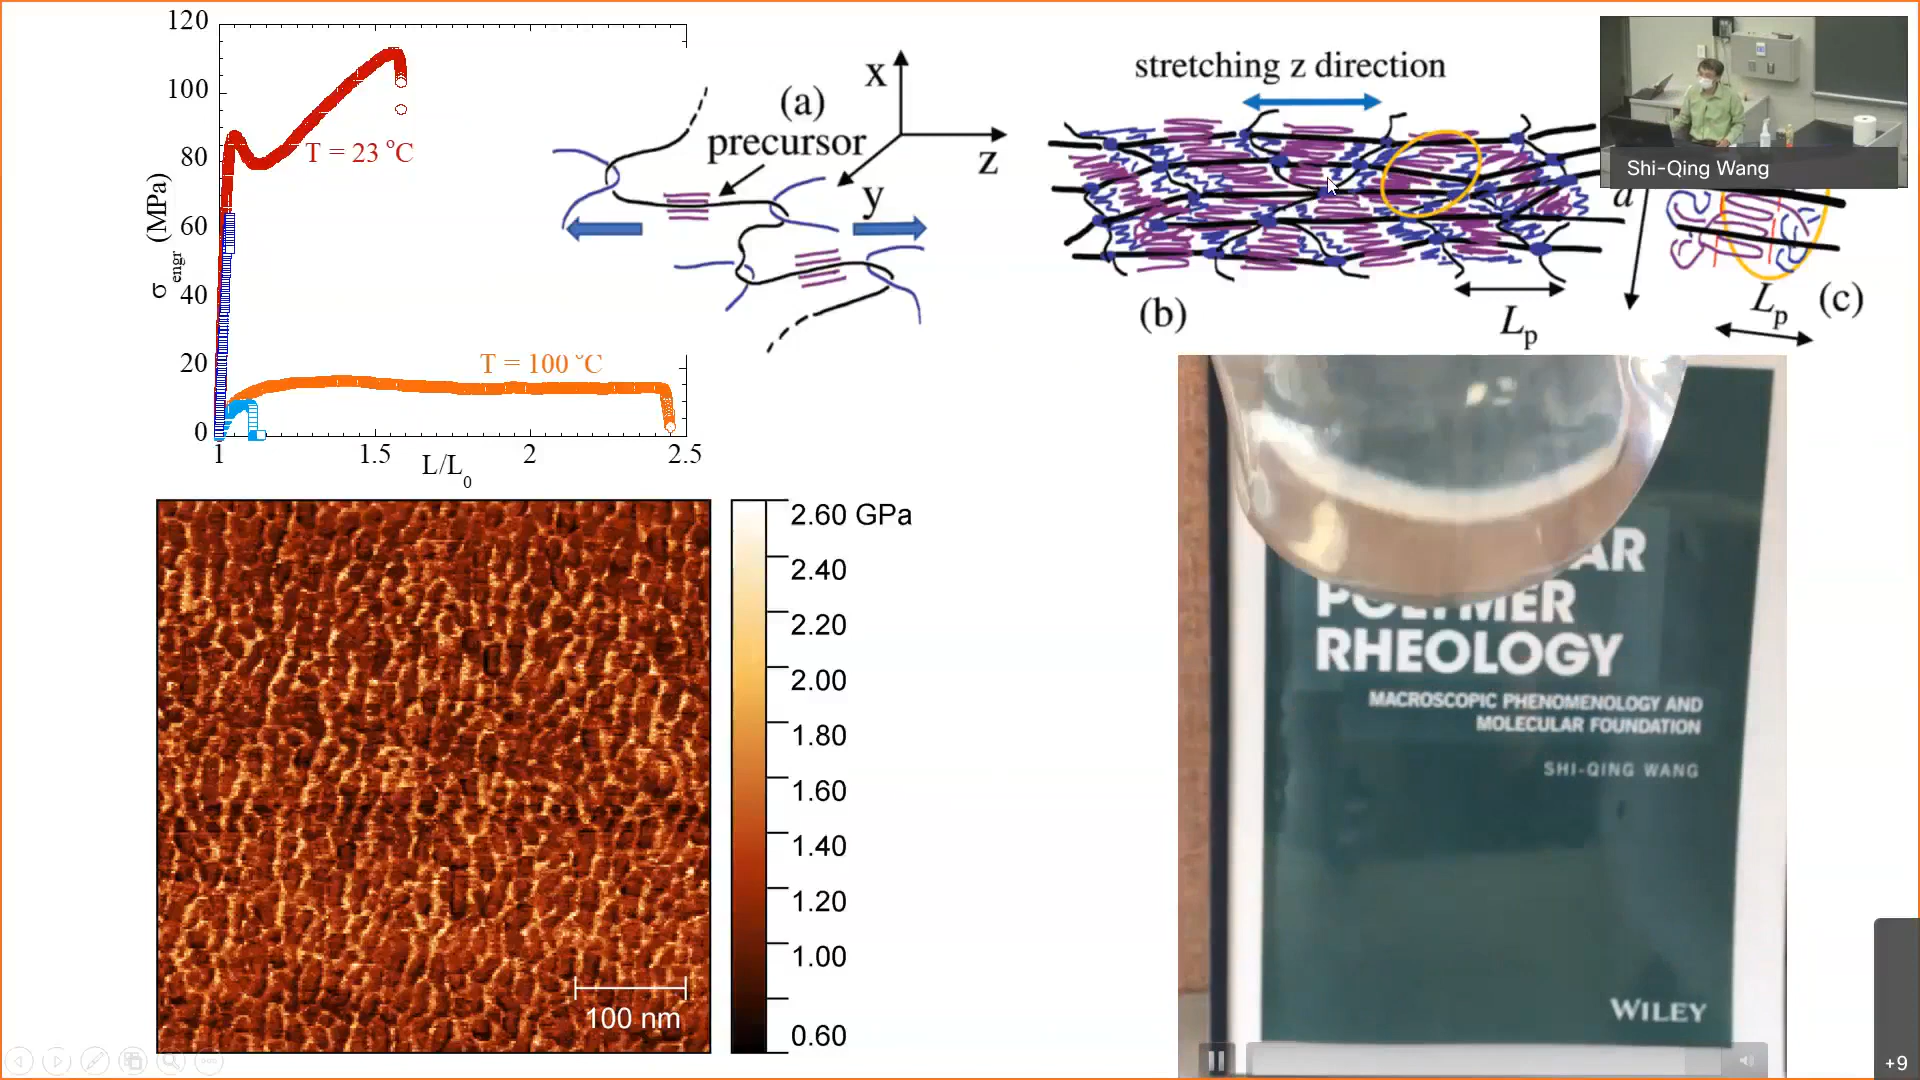 120
100
80
60
40
20
0
σengr (MPa)
T = 23 °C
T = 100 °C
1
1.5
2
2.5
L/L0
(a)
precursor
x
z
y
stretching z direction
(b)
Lp
a
Lp
(c)
Shi-Qing Wang
2.60 GPa
2.40
2.20
2.00
1.80
1.60
1.40
1.20
1.00
0.60
100 nm
POLYMER
RHEOLOGY
MACROSCOPIC PHENOMENOLOGY AND
MOLECULAR FOUNDATION
SHI-QING WANG
WILEY
+9